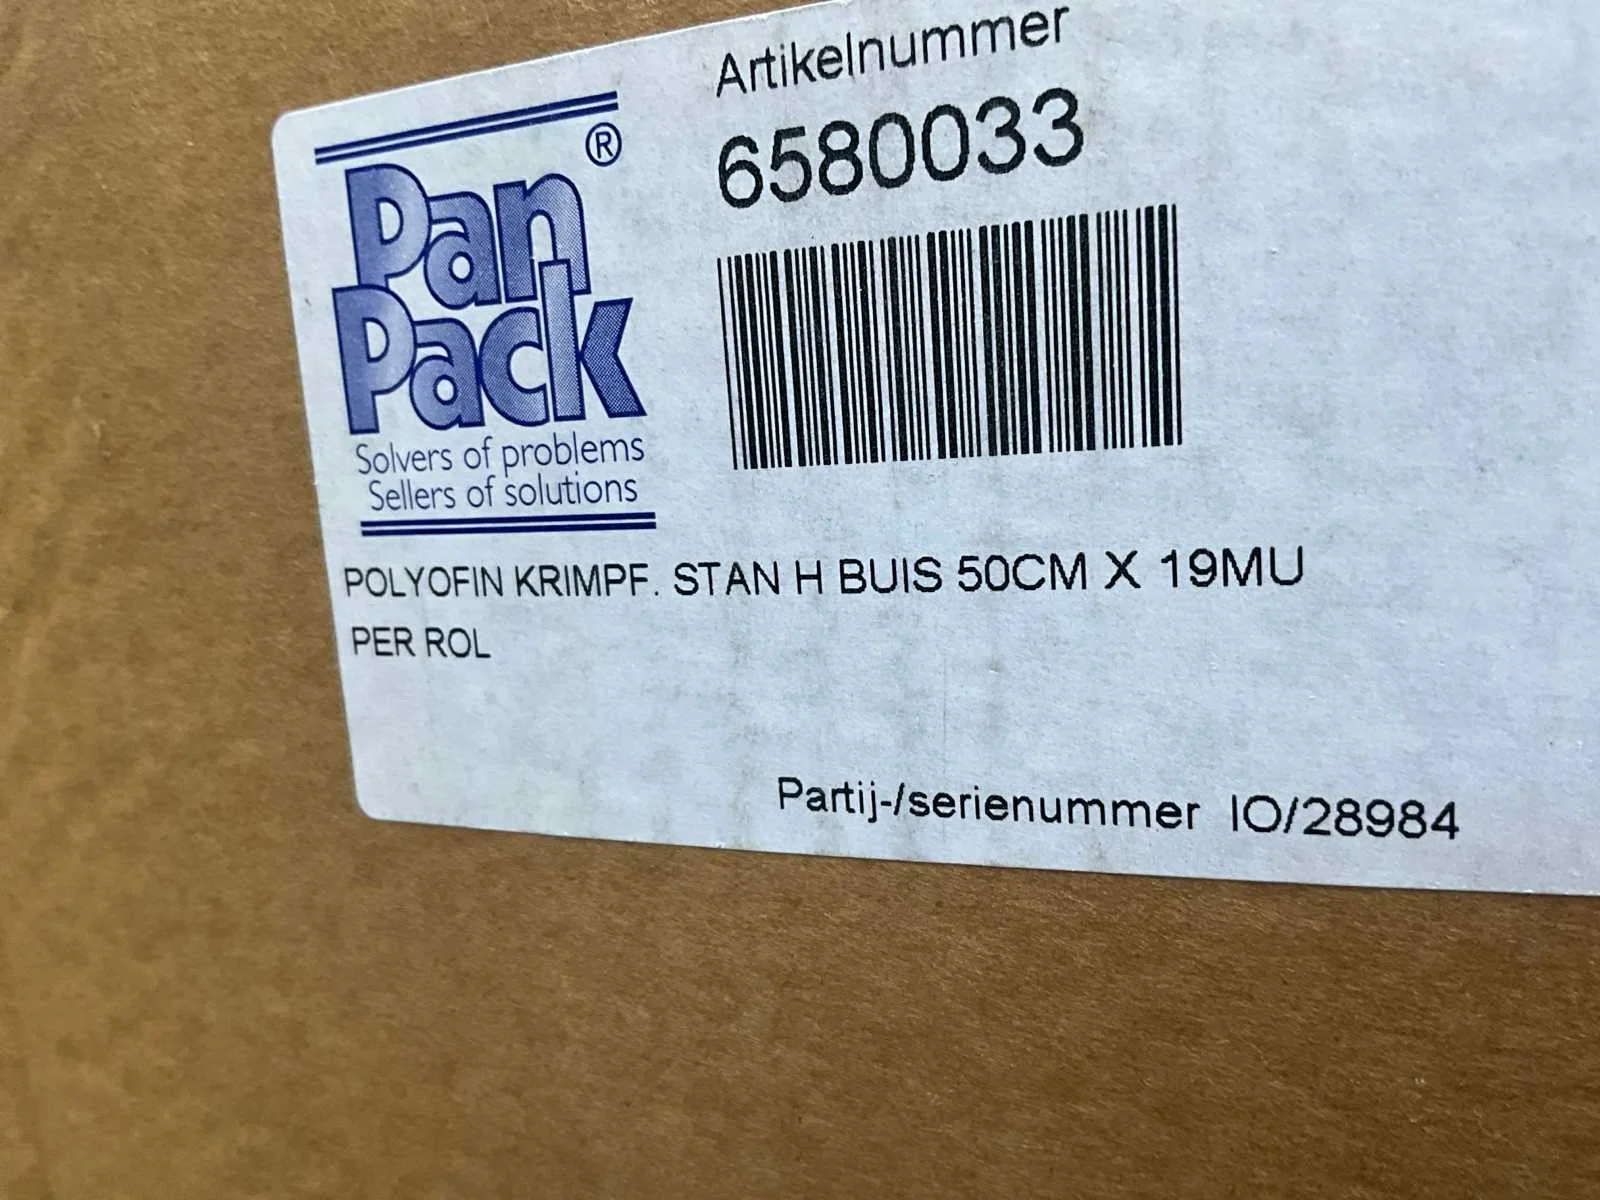 Artikelnummer
6580033
Pan ®
Pack
Solvers of problems
Sellers of solutions
POLYOFIN KRIMPF. STAN H BUIS 50CM X 19MU
PER ROL
Partij-/serienummer IO/28984